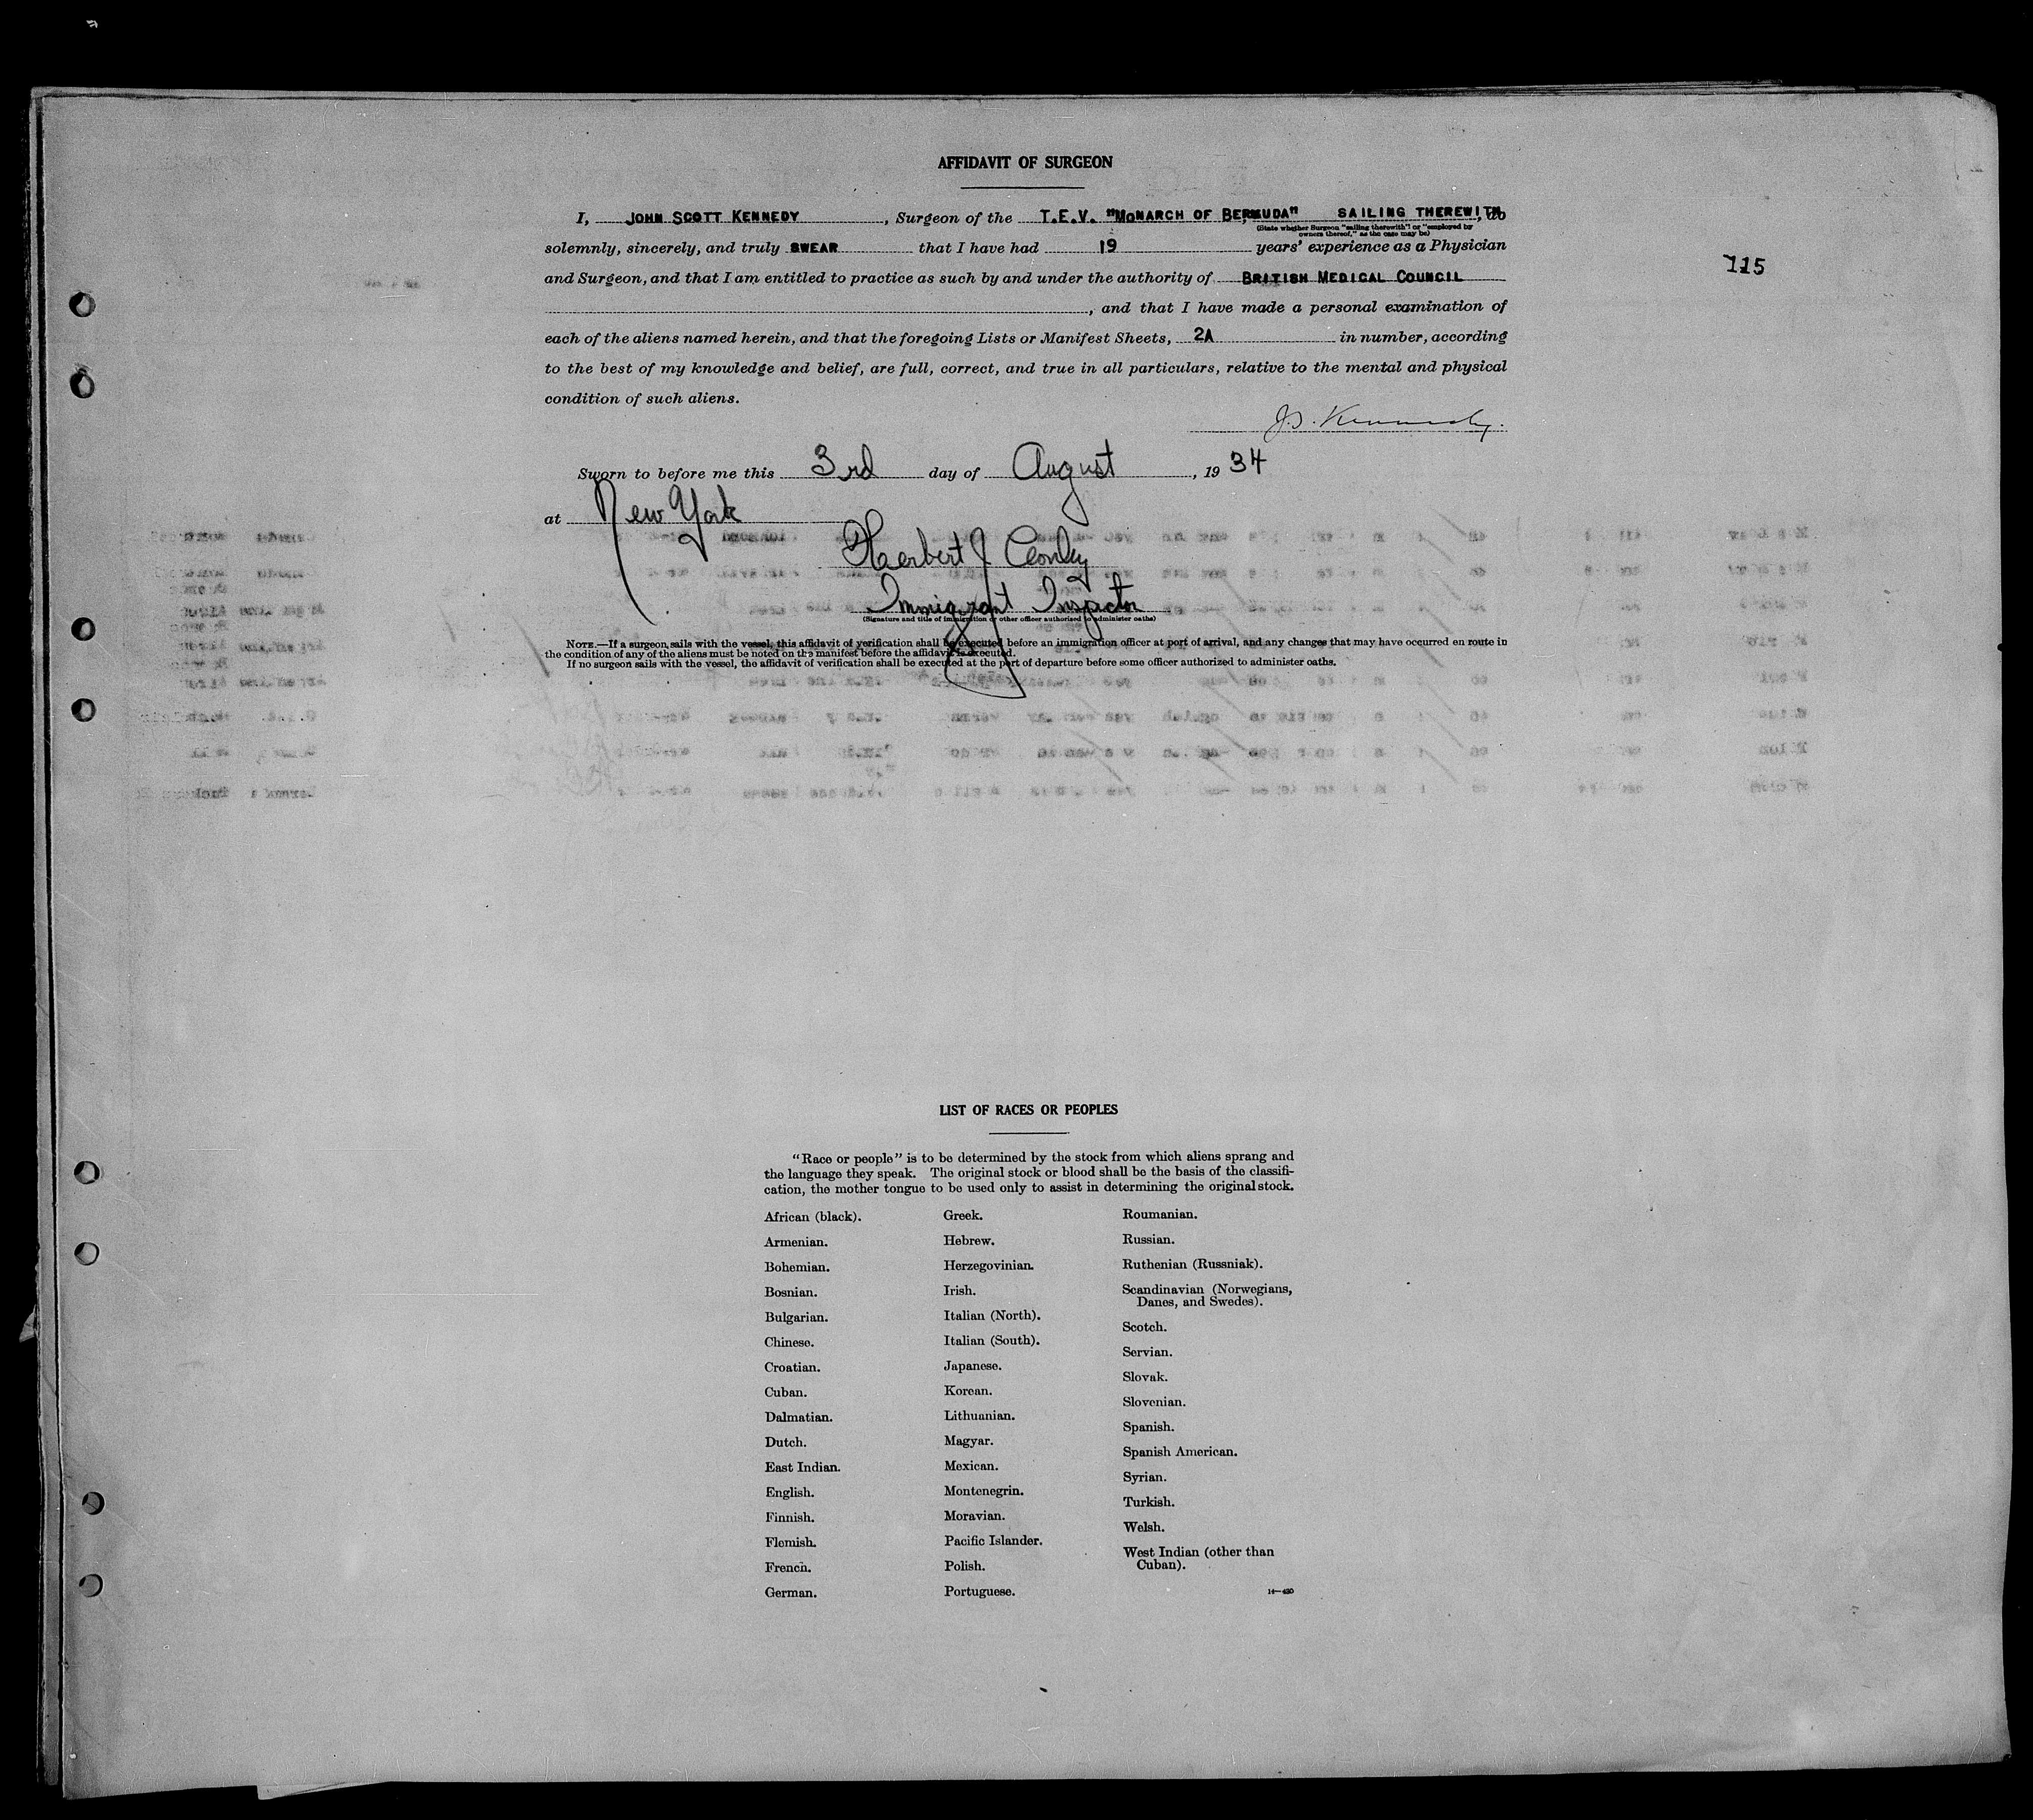 AFFIDAVIT OF SURGEON
I, JOHN SCOTT KENNEDY, Surgeon of the T.E.V. "MONARCH OF BERMUDA" SAILING THEREWITH, do
(State whether Surgeon "sailing therewith" or "employed by
owners thereof," as the case may be)
solemnly, sincerely, and truly SWEAR that I have had 19 years' experience as a Physician
115
and Surgeon, and that I am entitled to practice as such by and under the authority of BRITISH MEDICAL COUNCIL
, and that I have made a personal examination of
each of the aliens named herein, and that the foregoing Lists or Manifest Sheets, 2A in number, according
to the best of my knowledge and belief, are full, correct, and true in all particulars, relative to the mental and physical
condition of such aliens.
J.S. Kennedy.
Sworn to before me this 3rd day of August, 1934
at New York
Herbert J
Immigrant Inspector
(Signature and title of immigration or other officer authorized to administer oaths)
NOTE.—If a surgeon sails with the vessel, this affidavit of verification shall be executed before an immigration officer at port of arrival, and any changes that may have occurred en route in
the condition of any of the aliens must be noted on the manifest before the affidavit is executed.
If no surgeon sails with the vessel, the affidavit of verification shall be executed at the port of departure before some officer authorized to administer oaths.
LIST OF RACES OR PEOPLES
"Race or people" is to be determined by the stock from which aliens sprang and
the language they speak. The original stock or blood shall be the basis of the classifi-
cation, the mother tongue to be used only to assist in determining the original stock.
African (black).
Armenian.
Bohemian.
Bosnian.
Bulgarian.
Chinese.
Croatian.
Cuban.
Dalmatian.
Dutch.
East Indian.
English.
Finnish.
Flemish.
French.
German.
Greek.
Hebrew.
Herzegovinian.
Irish.
Italian (North).
Italian (South).
Japanese.
Korean.
Lithuanian.
Magyar.
Mexican.
Montenegrin.
Moravian.
Pacific Islander.
Polish.
Portuguese.
Roumanian.
Russian.
Ruthenian (Russniak).
Scandinavian (Norwegians,
Danes, and Swedes).
Scotch.
Servian.
Slovak.
Slovenian.
Spanish.
Spanish American.
Syrian.
Turkish.
Welsh.
West Indian (other than
Cuban).
14—430